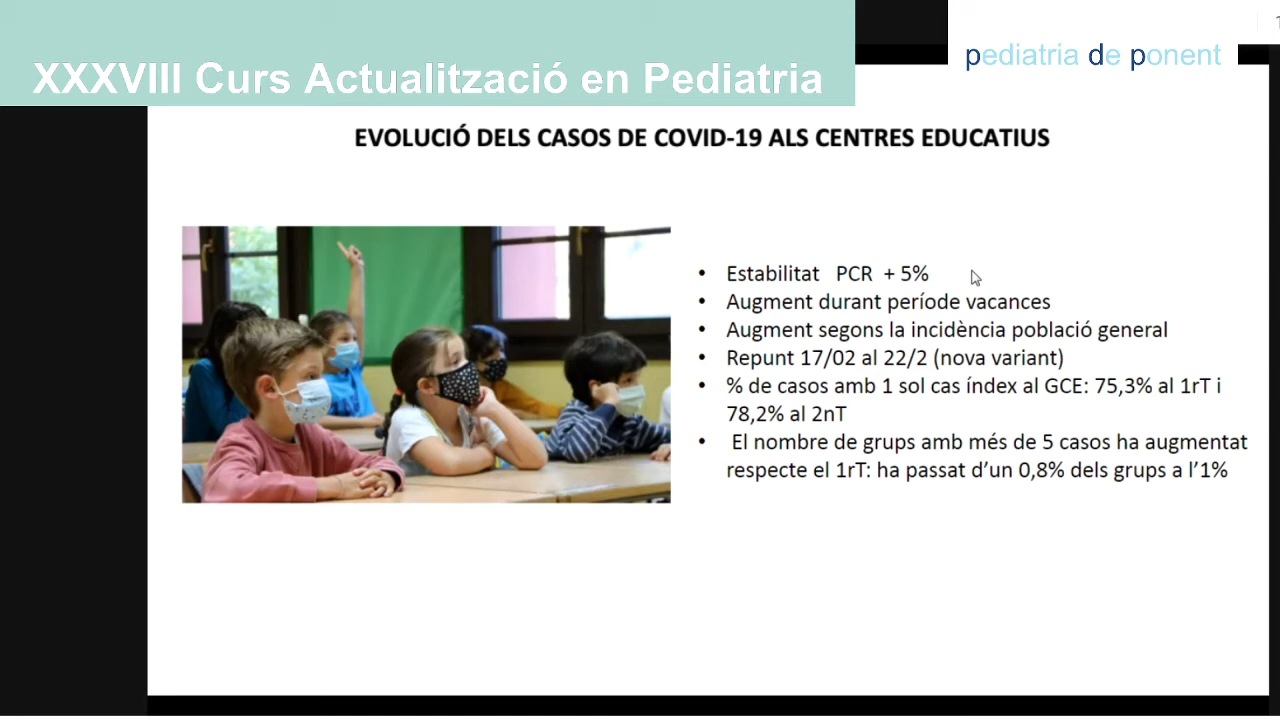 XXXVIII Curs Actualització en Pediatria
pediatria de ponent
EVOLUCIÓ DELS CASOS DE COVID-19 ALS CENTRES EDUCATIUS
• Estabilitat PCR + 5%
• Augment durant període vacances
• Augment segons la incidència població general
• Repunt 17/02 al 22/2 (nova variant)
• % de casos amb 1 sol cas índex al GCE: 75,3% al 1rT i
78,2% al 2nT
• El nombre de grups amb més de 5 casos ha augmentat
respecte el 1rT: ha passat d’un 0,8% dels grups a l’1%